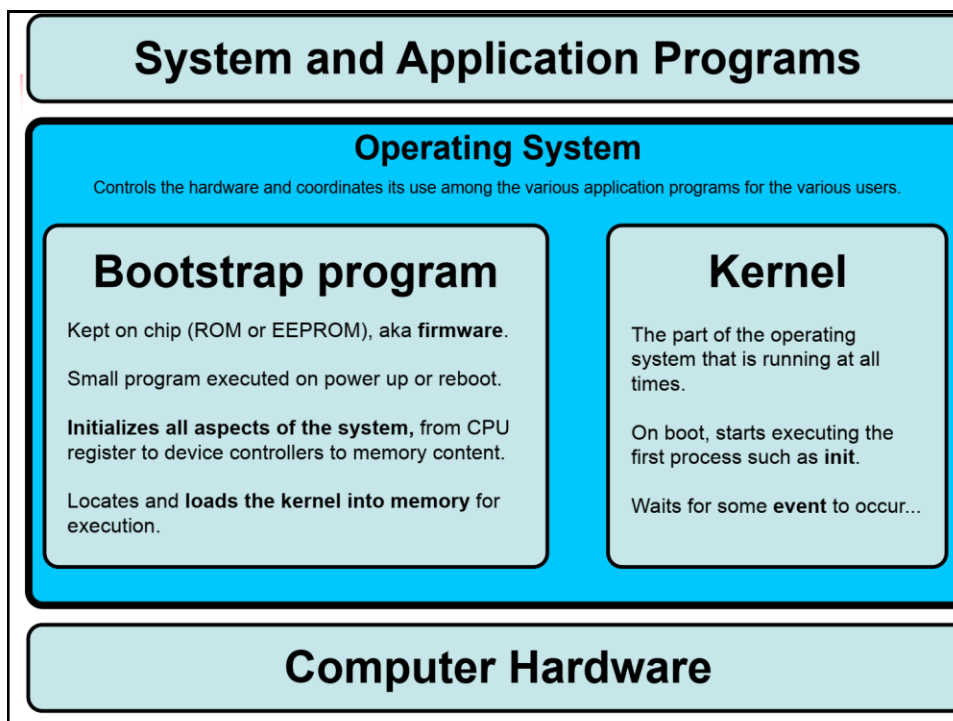 System and Application Programs
Operating System
Controls the hardware and coordinates its use among the various application programs for the various users.
Bootstrap program
Kept on chip (ROM or EEPROM), aka firmware.
Small program executed on power up or reboot.
Initializes all aspects of the system, from CPU
register to device controllers to memory content.
Locates and loads the kernel into memory for
execution.
Kernel
The part of the operating
system that is running at all
times.
On boot, starts executing the
first process such as init.
Waits for some event to occur...
Computer Hardware